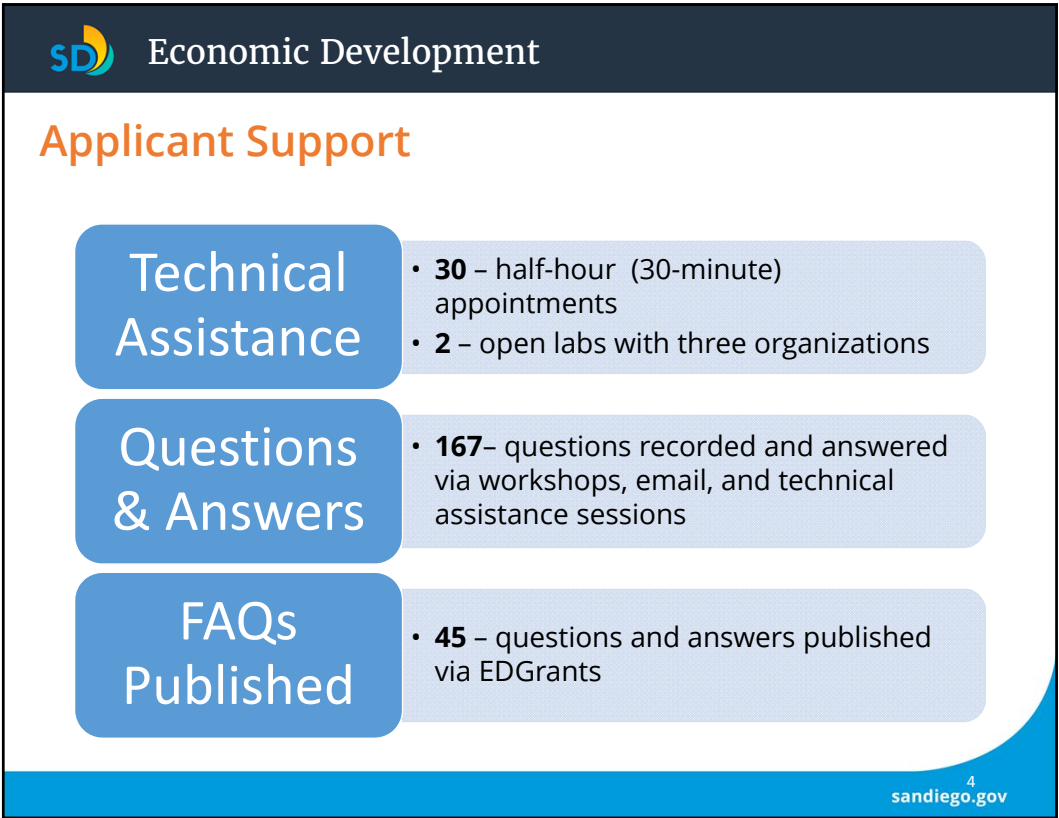 SD
Economic Development
Applicant Support
Technical
Assistance
• 30 – half-hour  (30-minute)
appointments
• 2 – open labs with three organizations
Questions
& Answers
• 167– questions recorded and answered
via workshops, email, and technical
assistance sessions
FAQs
Published
• 45 – questions and answers published
via EDGrants
4
sandiego.gov